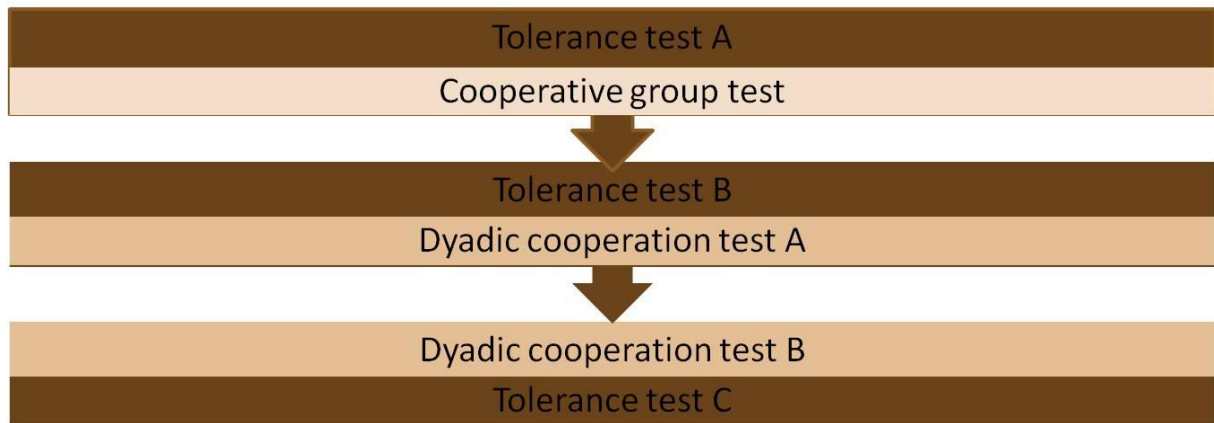 Tolerance test A
Cooperative group test
Tolerance test B
Dyadic cooperation test A
Dyadic cooperation test B
Tolerance test C